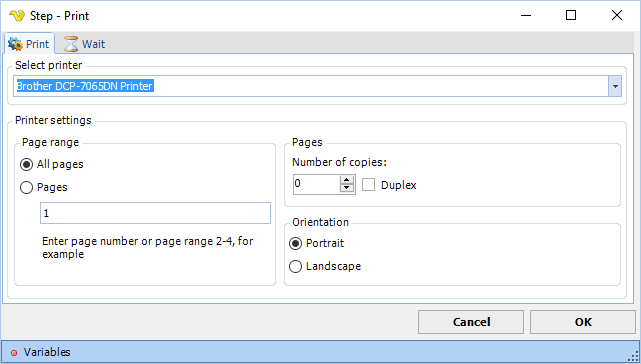 Step - Print
Print
Wait
Select printer
Brother DCP-7065DN Printer
Printer settings
Page range
All pages
Pages
1
Enter page number or page range 2-4, for
example
Pages
Number of copies:
0
Duplex
Orientation
Portrait
Landscape
Cancel
OK
Variables